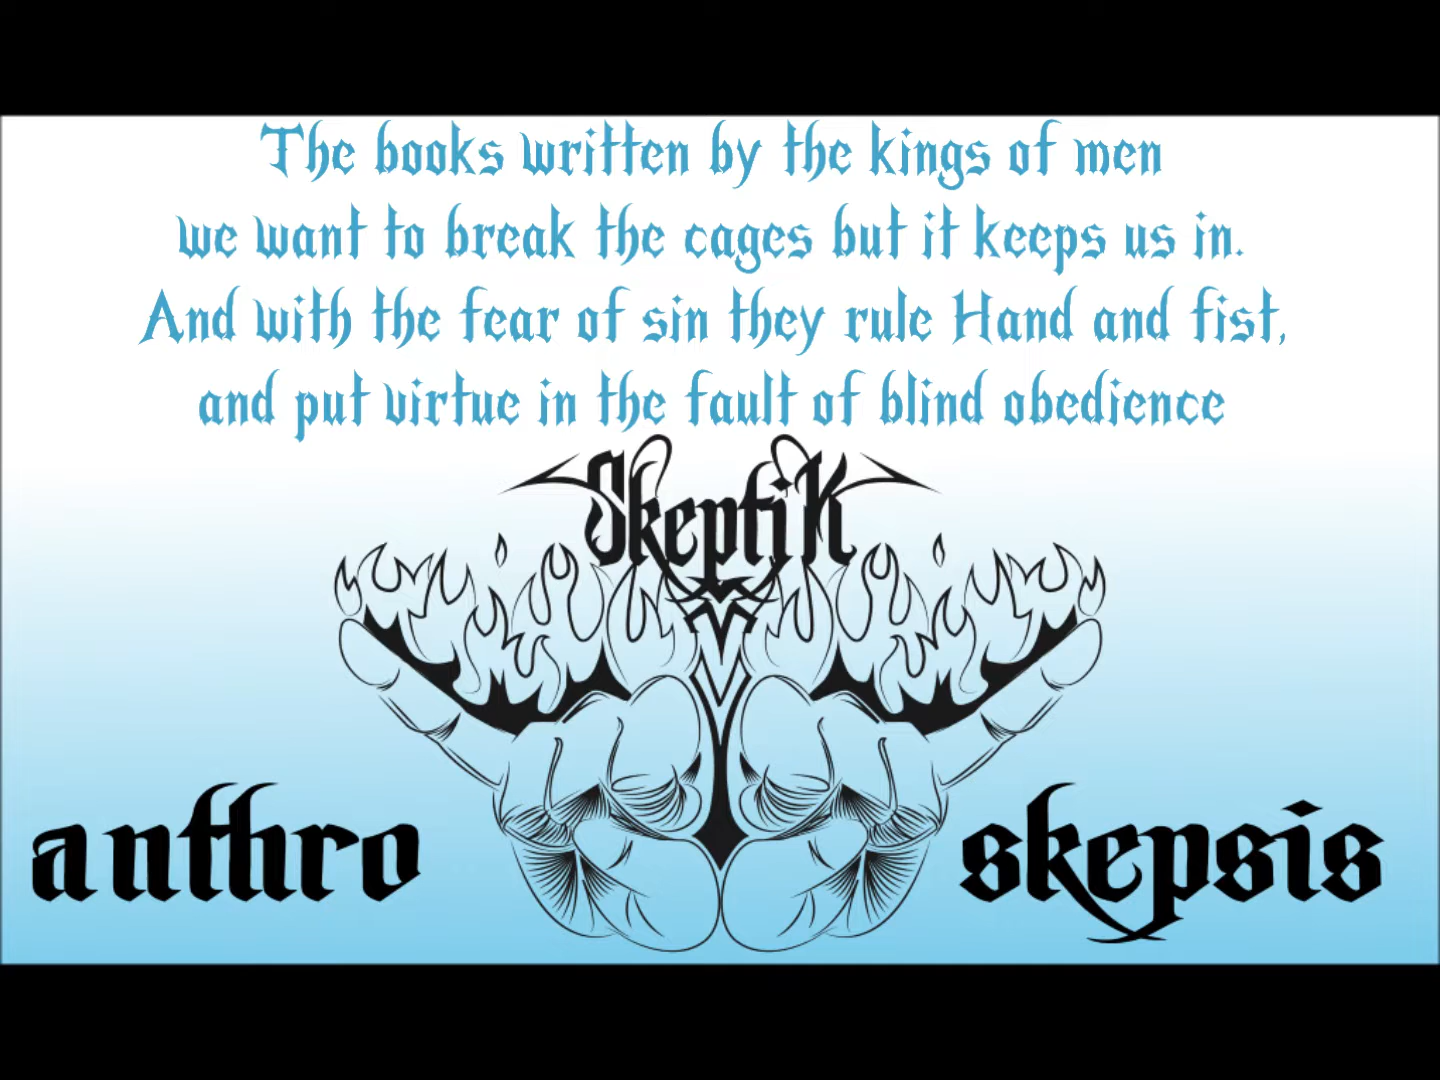 The books written by the kings of men
we want to break the cages but it keeps us in.
And with the fear of sin they rule Hand and fist,
and put virtue in the fault of blind obedience
SkeptiK
anthro
skepsis